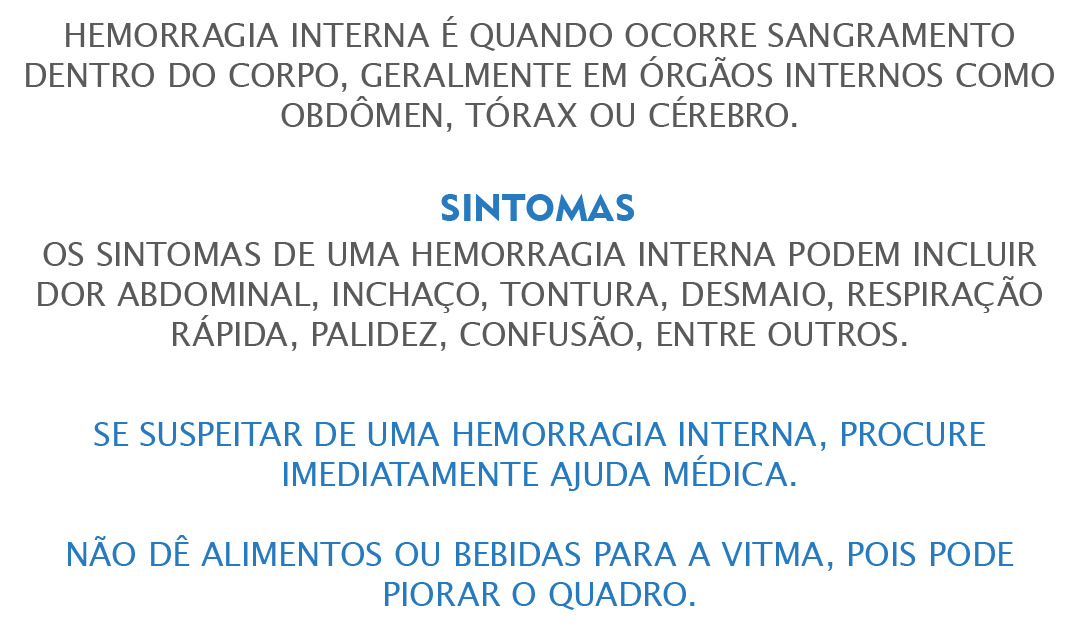 HEMORRAGIA INTERNA É QUANDO OCORRE SANGRAMENTO
DENTRO DO CORPO, GERALMENTE EM ÓRGÃOS INTERNOS COMO
OBDÔMEN, TÓRAX OU CÉREBRO.
SINTOMAS
OS SINTOMAS DE UMA HEMORRAGIA INTERNA PODEM INCLUIR
DOR ABDOMINAL, INCHAÇO, TONTURA, DESMAIO, RESPIRAÇÃO
RÁPIDA, PALIDEZ, CONFUSÃO, ENTRE OUTROS.
SE SUSPEITAR DE UMA HEMORRAGIA INTERNA, PROCURE
IMEDIATAMENTE AJUDA MÉDICA.
NÃO DÊ ALIMENTOS OU BEBIDAS PARA A VITMA, POIS PODE
PIORAR O QUADRO.